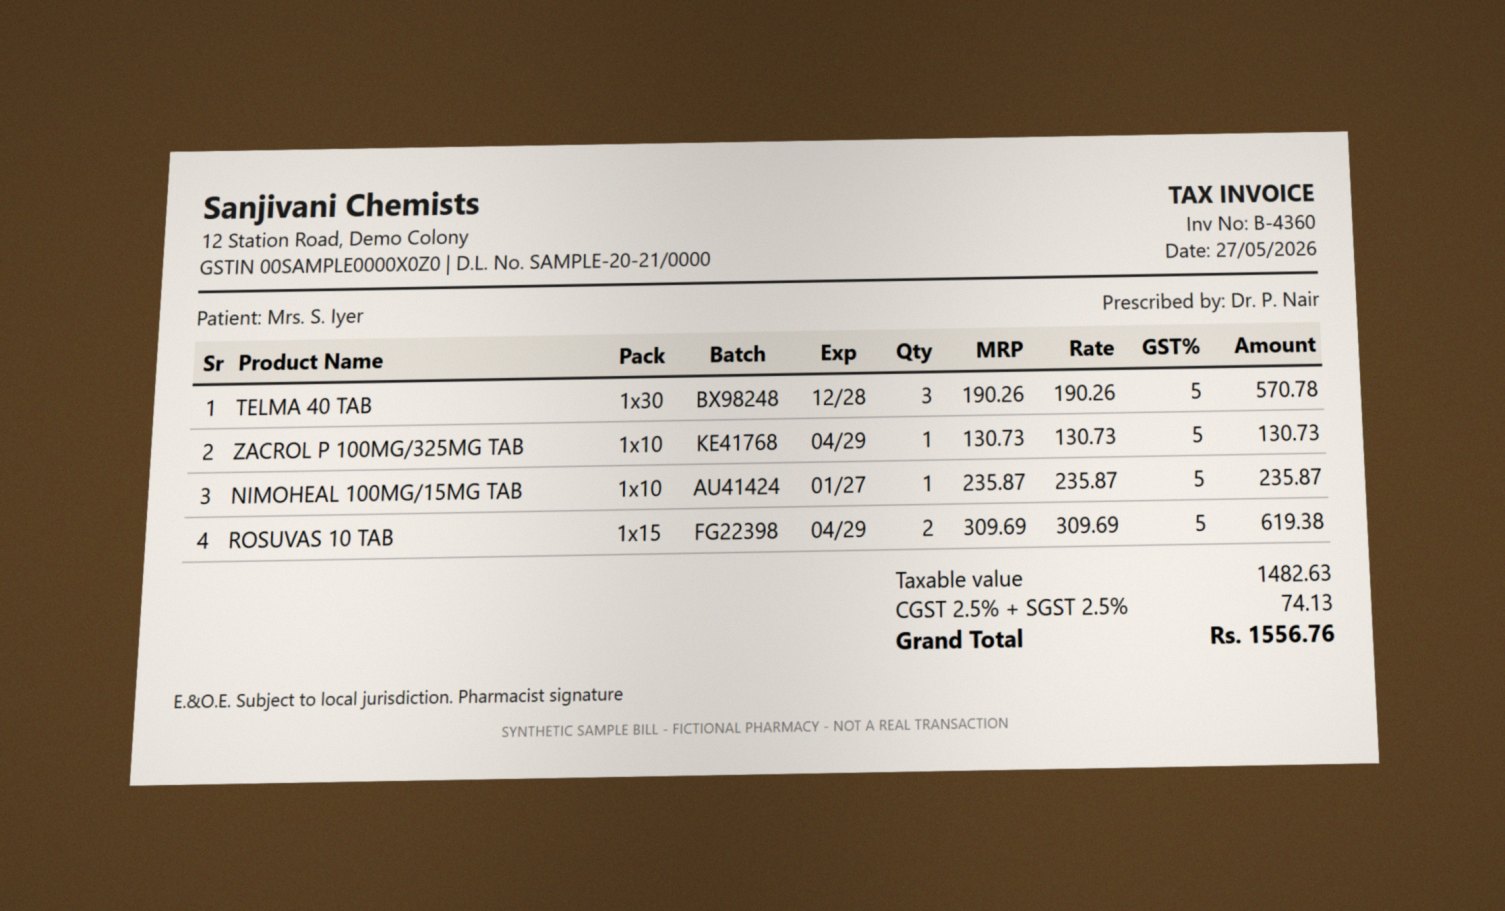 Sanjivani Chemists
12 Station Road, Demo Colony
GSTIN 00SAMPLE0000X0Z0 | D.L. No. SAMPLE-20-21/0000
TAX INVOICE
Inv No: B-4360
Date: 27/05/2026
Patient: Mrs. S. Iyer
Prescribed by: Dr. P. Nair
Sr Product Name Pack Batch Exp Qty MRP Rate GST% Amount
1 TELMA 40 TAB 1x30 BX98248 12/28 3 190.26 190.26 5 570.78
2 ZACROL P 100MG/325MG TAB 1x10 KE41768 04/29 1 130.73 130.73 5 130.73
3 NIMOHEAL 100MG/15MG TAB 1x10 AU41424 01/27 1 235.87 235.87 5 235.87
4 ROSUVAS 10 TAB 1x15 FG22398 04/29 2 309.69 309.69 5 619.38
Taxable value 1482.63
CGST 2.5% + SGST 2.5% 74.13
Grand Total Rs. 1556.76
E.&O.E. Subject to local jurisdiction. Pharmacist signature
SYNTHETIC SAMPLE BILL - FICTIONAL PHARMACY - NOT A REAL TRANSACTION